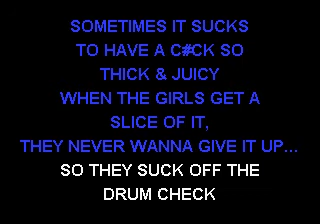 SOMETIMES IT SUCKS
TO HAVE A C#CK SO
THICK & JUICY
WHEN THE GIRLS GET A
SLICE OF IT,
THEY NEVER WANNA GIVE IT UP...
SO THEY SUCK OFF THE
DRUM CHECK